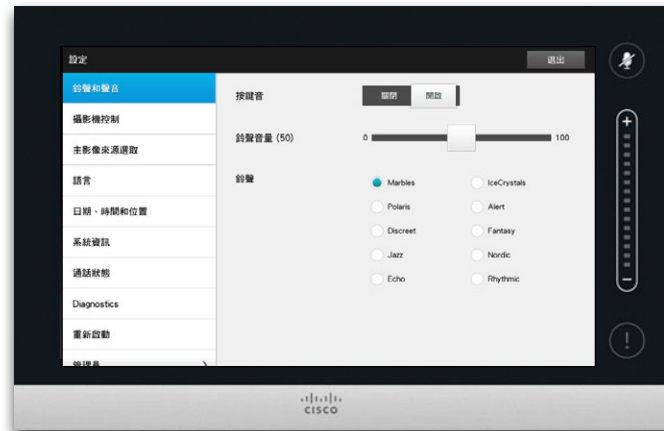 設定
退出
鈴聲和聲音
攝影機控制
主影像來源選取
語言
日期、時間和位置
系統資訊
通話狀態
Diagnostics
重新啟動
管理員
按鍵音
關閉 開啟
鈴聲音量 (50)
0 100
鈴聲
Marbles IceCrystals
Polaris Alert
Discreet Fantasy
Jazz Nordic
Echo Rhythmic
+
−
!
CISCO